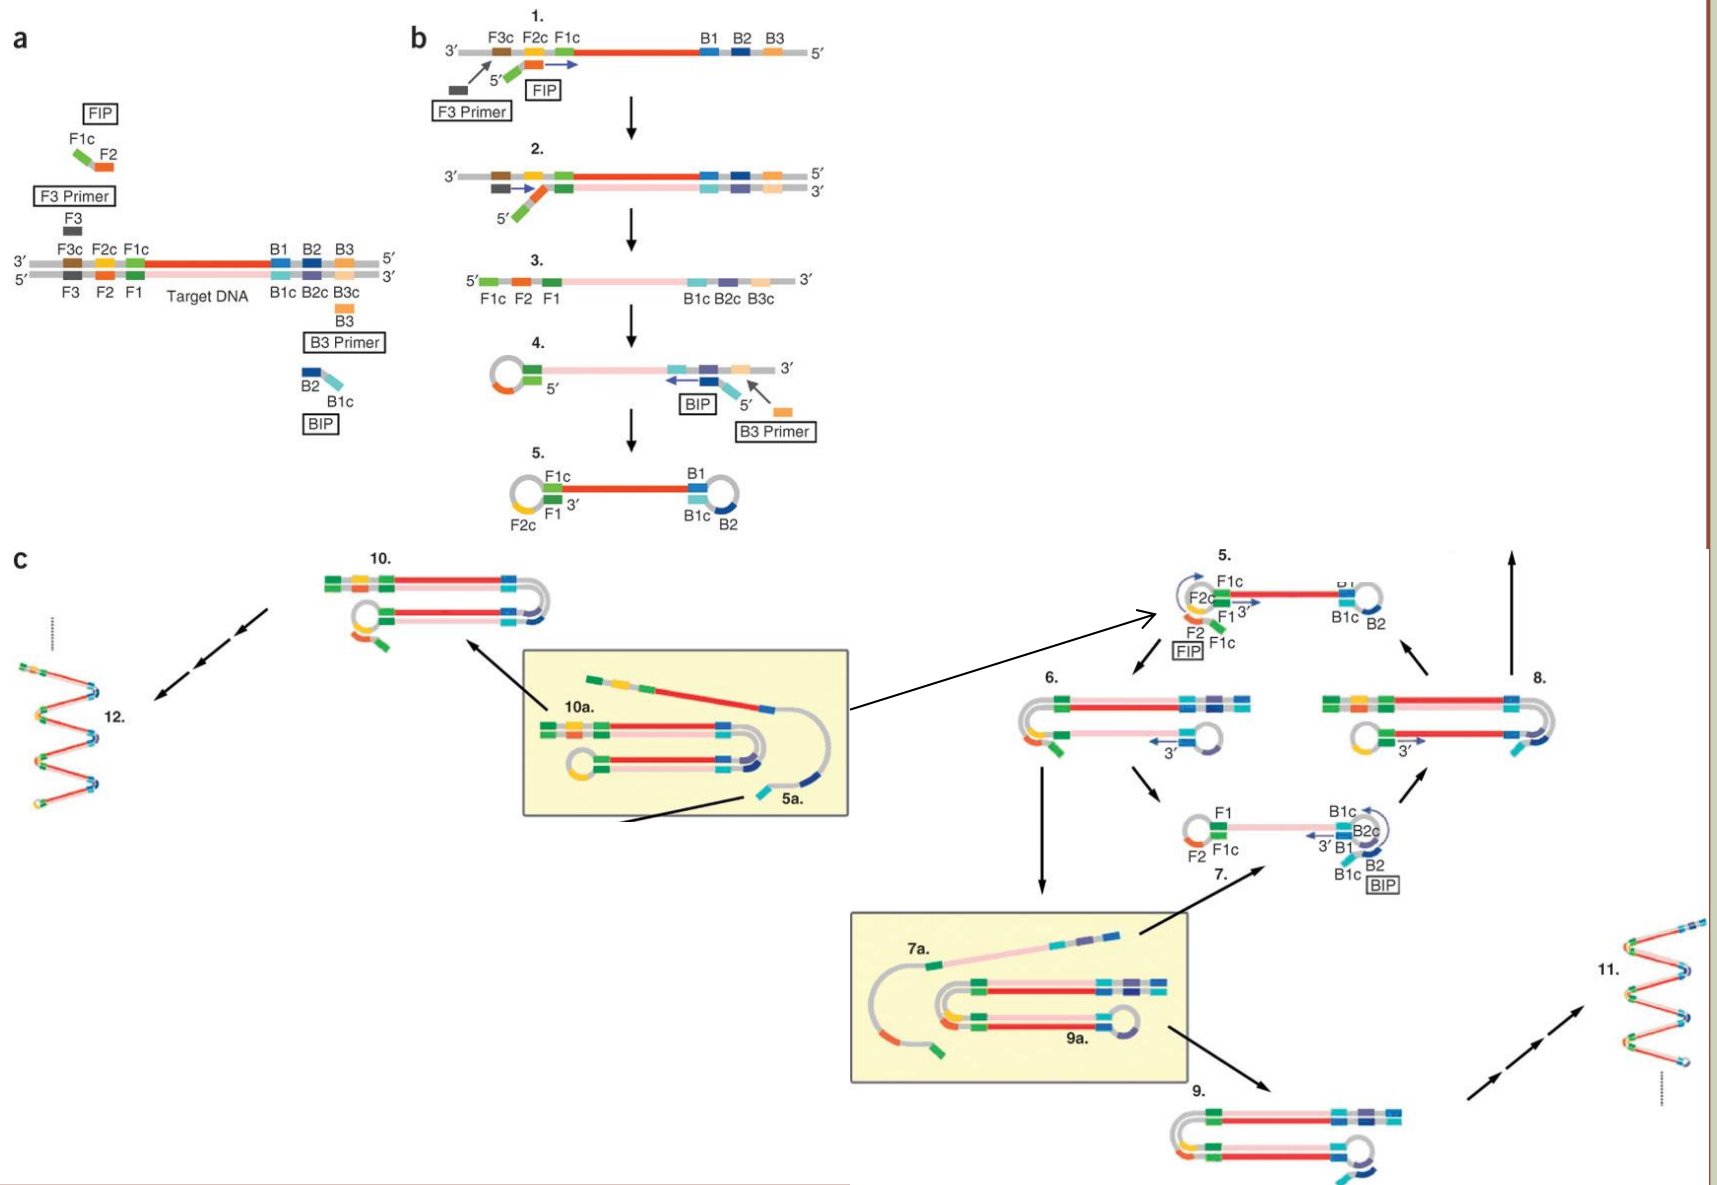 a
FIP
F1c
F2
F3 Primer
F3
F3c F2c F1c B1 B2 B3
3′ 5′
5′ 3′
F3 F2 F1 Target DNA B1c B2c B3c
B3
B3 Primer
B2
B1c
BIP
b
1.
F3c F2c F1c B1 B2 B3
3′ 5′
5′
FIP
F3 Primer
2.
3′ 5′
3′
5′
3.
5′ 3′
F1c F2 F1 B1c B2c B3c
4.
3′
5′
BIP 5′
B3 Primer
5.
F1c B1
3′
F1 B1c
F2c B2
c
10.
12.
10a.
5a.
5.
F1c
F2c
F1 3′ B1c B2
F2 F1c
FIP
6. 8.
3′ 3′
F1 B1c
B2c
3′ B1
F2 F1c B2
B1c
7. BIP
7a.
9a.
9.
11.